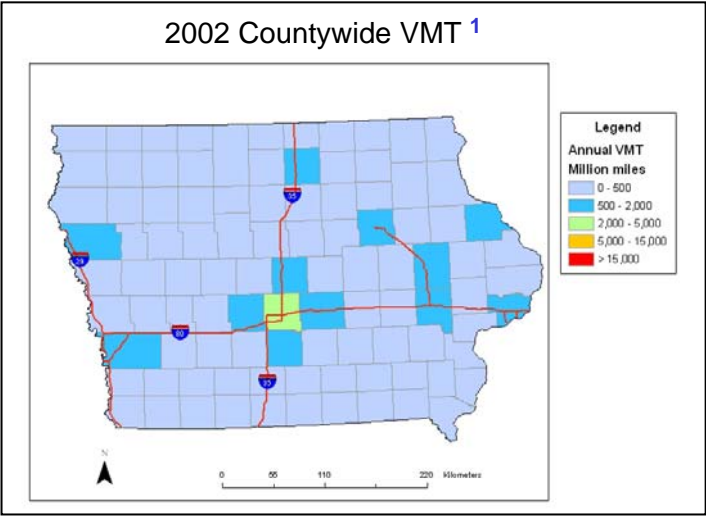 2002 Countywide VMT 1
Legend
Annual VMT
Million miles
0 - 500
500 - 2,000
2,000 - 5,000
5,000 - 15,000
> 15,000
35
29
80
35
N
0 55 110 220 Kilometers